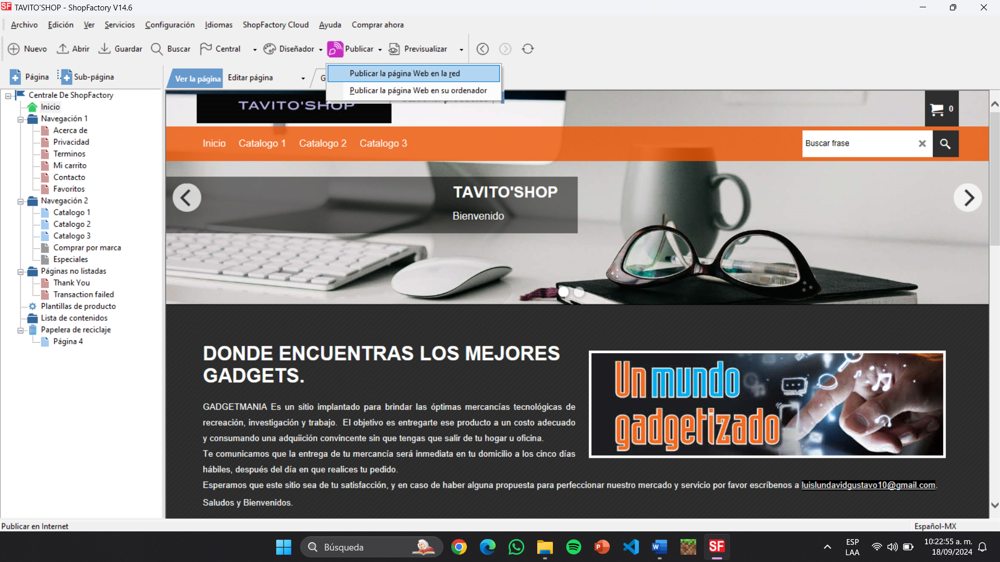 TAVITO'SHOP - ShopFactory V14.6
Archivo Edición Ver Servicios Configuración Idiomas ShopFactory Cloud Ayuda Comprar ahora
Nuevo Abrir Guardar Buscar Central Diseñador Publicar Previsualizar
Página Sub-página
Ver la página Editar página G
Publicar la página Web en la red
Publicar la página Web en su ordenador
Centrale De ShopFactory
Inicio
Navegación 1
Acerca de
Privacidad
Terminos
Mi carrito
Contacto
Favoritos
Navegación 2
Catalogo 1
Catalogo 2
Catalogo 3
Comprar por marca
Especiales
Páginas no listadas
Thank You
Transaction failed
Plantillas de producto
Lista de contenidos
Papelera de reciclaje
Página 4
TAVITO'SHOP
0
Inicio Catalogo 1 Catalogo 2 Catalogo 3
Buscar frase
TAVITO'SHOP
Bienvenido
DONDE ENCUENTRAS LOS MEJORES
GADGETS.
Un mundo
gadgetizado
GADGETMANIA Es un sitio implantado para brindar las óptimas mercancías tecnológicas de
recreación, investigación y trabajo. El objetivo es entregarte ese producto a un costo adecuado
y consumando una adquiición convincente sin que tengas que salir de tu hogar u oficina.
Te comunicamos que la entrega de tu mercancía será inmediata en tu domicilio a los cinco días
hábiles, después del día en que realices tu pedido.
Esperamos que este sitio sea de tu satisfacción, y en caso de haber alguna propuesta para perfeccionar nuestro mercado y servicio por favor escríbenos a luislundavidgustavo10@gmail.com.
Saludos y Bienvenidos.
Publicar en Internet
Español-MX
Búsqueda
SF
ESP
LAA
10:22:55 a. m.
18/09/2024